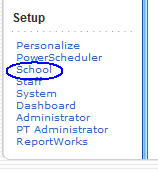 Setup
Personalize
PowerScheduler
School
Staff
System
Dashboard
Administrator
PT Administrator
ReportWorks